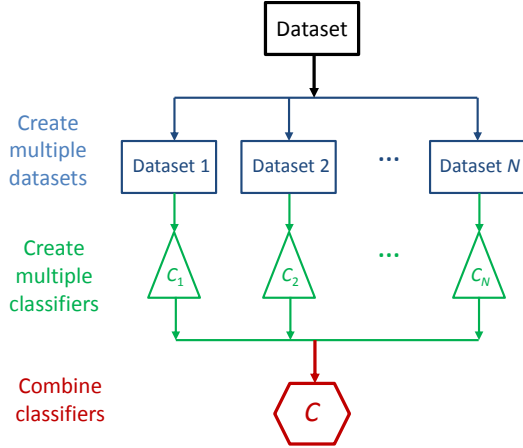 Dataset
Create
multiple
datasets
Dataset 1
Dataset 2
...
Dataset N
Create
multiple
classifiers
C1
C2
...
CN
Combine
classifiers
C